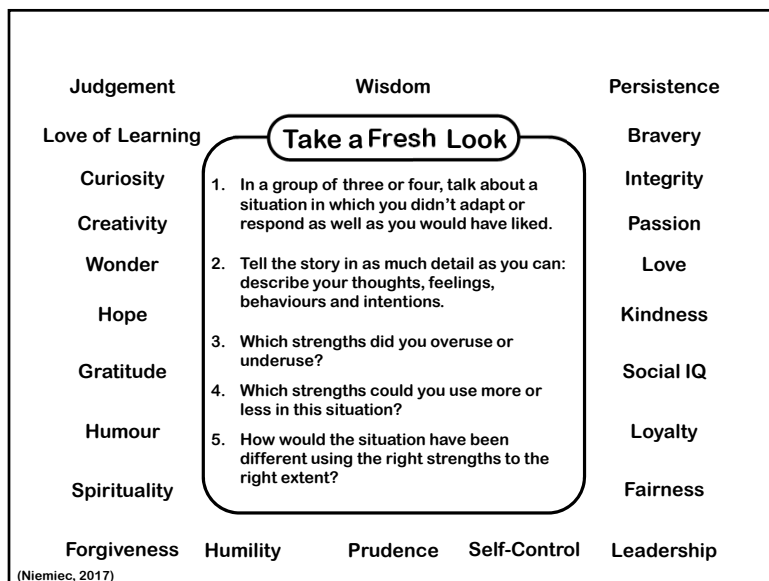 Judgement
Wisdom
Persistence
Love of Learning
Take a Fresh Look
Bravery
Curiosity
Integrity
Creativity
Passion
Wonder
Love
Hope
Kindness
Gratitude
Social IQ
Humour
Loyalty
Spirituality
Fairness
1. In a group of three or four, talk about a
situation in which you didn't adapt or
respond as well as you would have liked.
2. Tell the story in as much detail as you can:
describe your thoughts, feelings,
behaviours and intentions.
3. Which strengths did you overuse or
underuse?
4. Which strengths could you use more or
less in this situation?
5. How would the situation have been
different using the right strengths to the
right extent?
Forgiveness
Humility
Prudence
Self-Control
Leadership
(Niemiec, 2017)